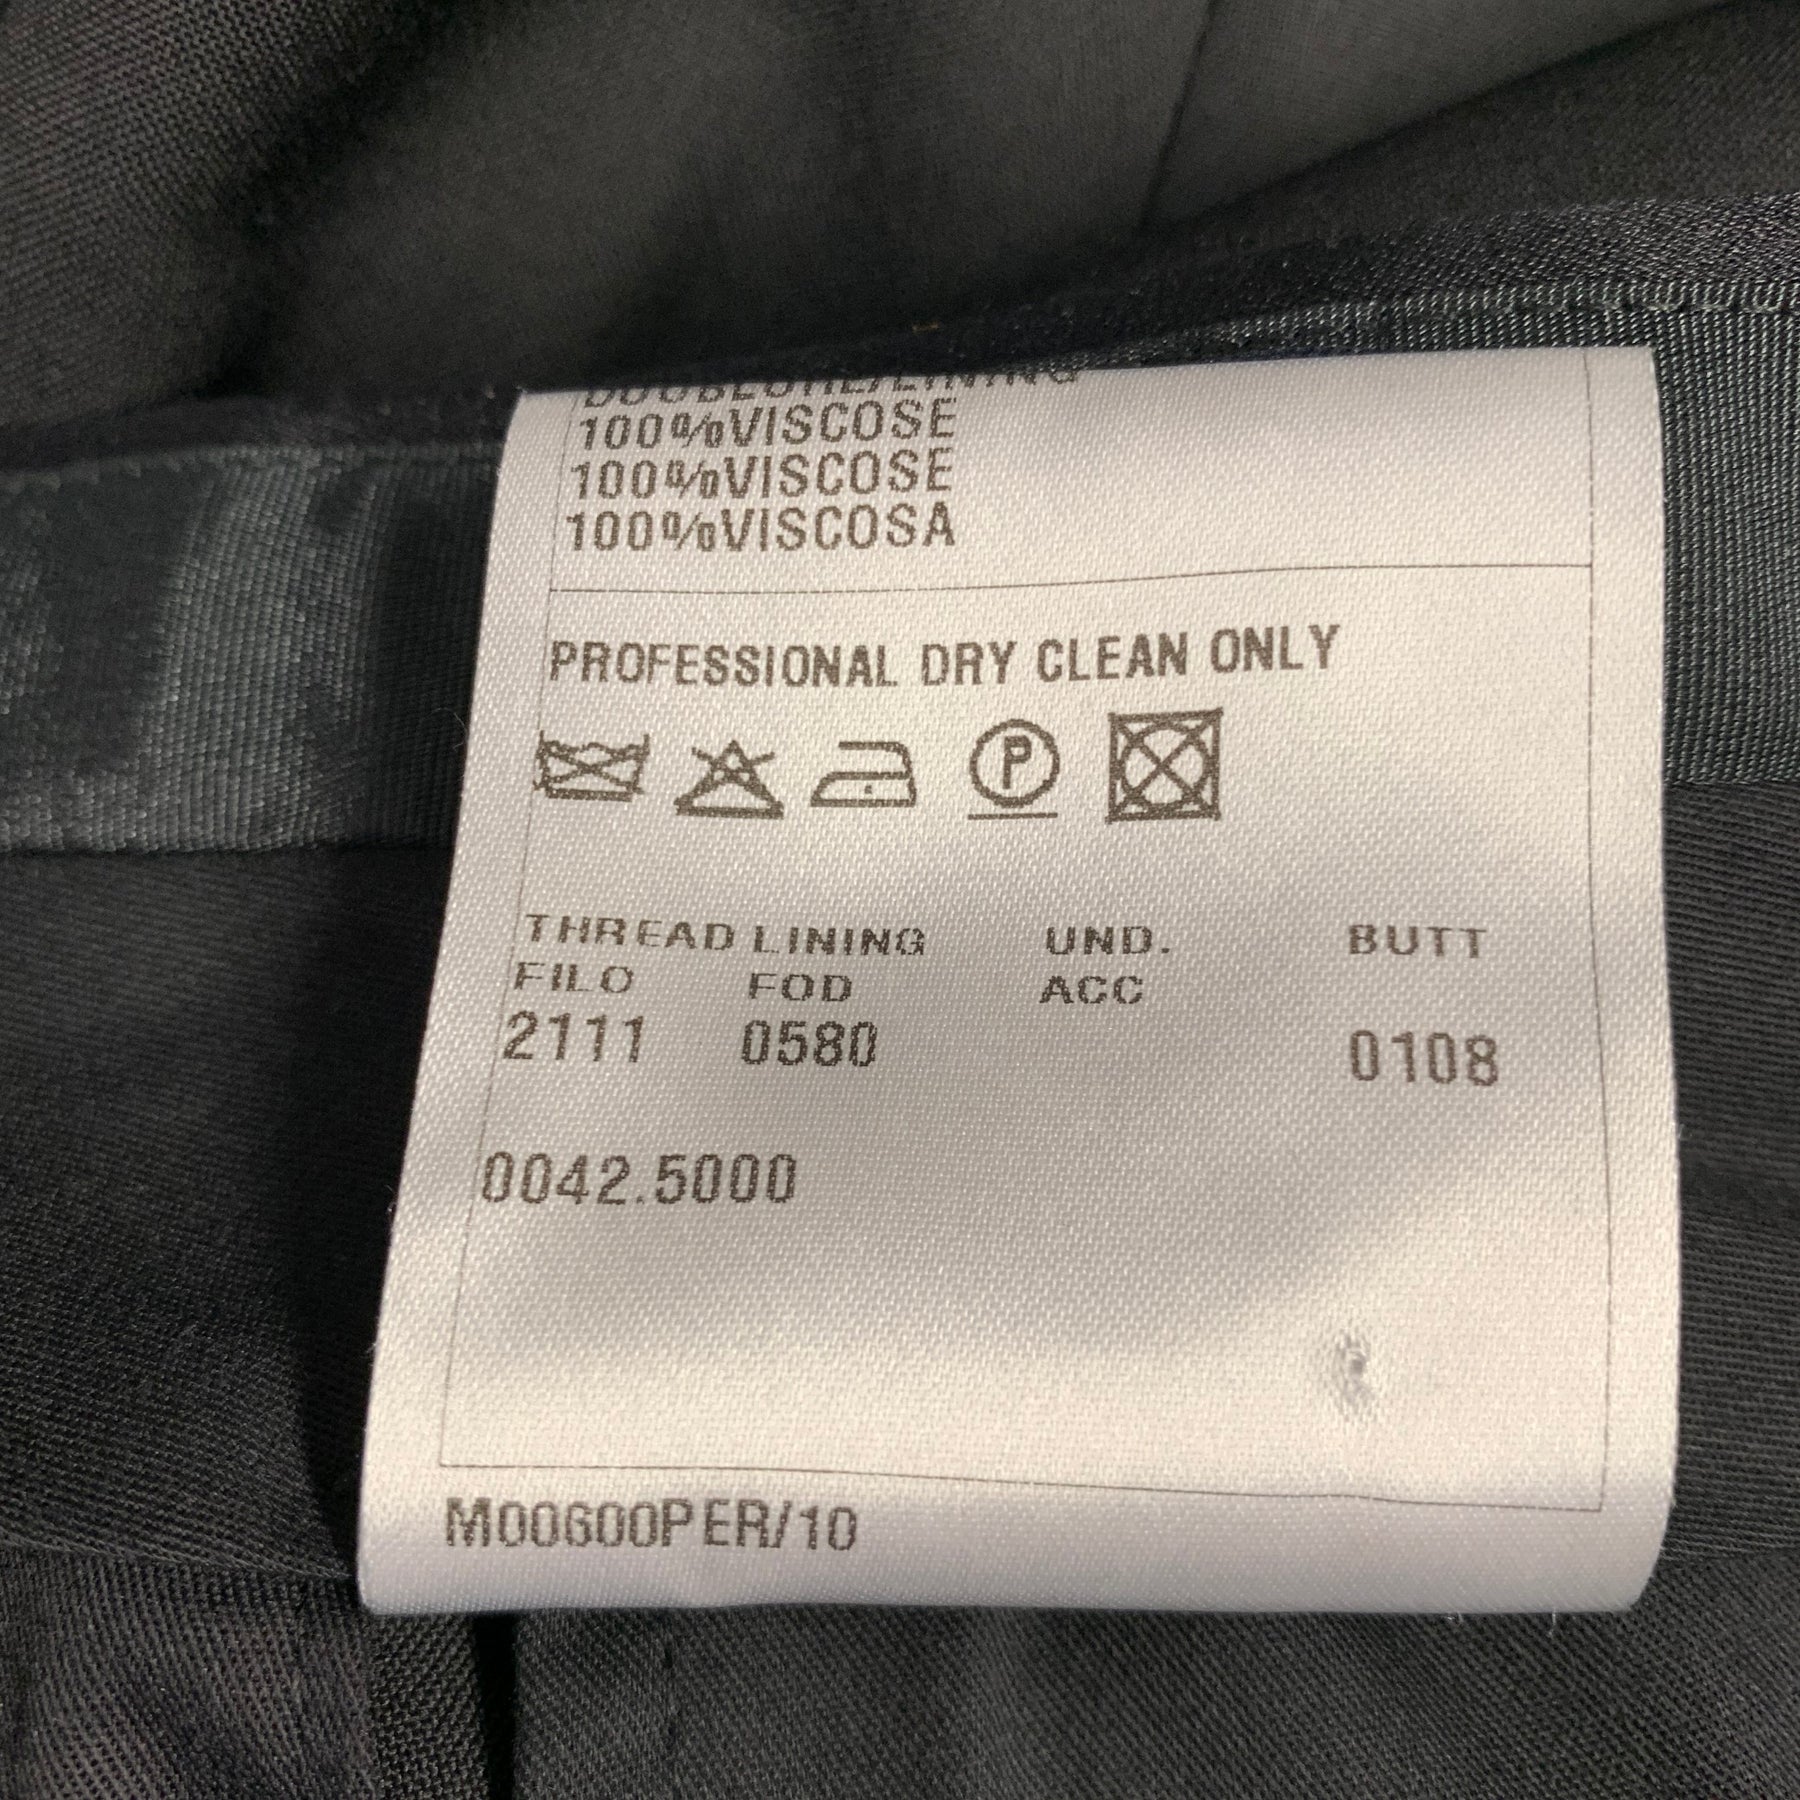 100%VISCOSE
100%VISCOSE
100%VISCOSA
PROFESSIONAL DRY CLEAN ONLY
P
THREAD LINING UND. BUTT
FILO FOD ACC
2111 0580 0108
0042.5000
M00600PER/10